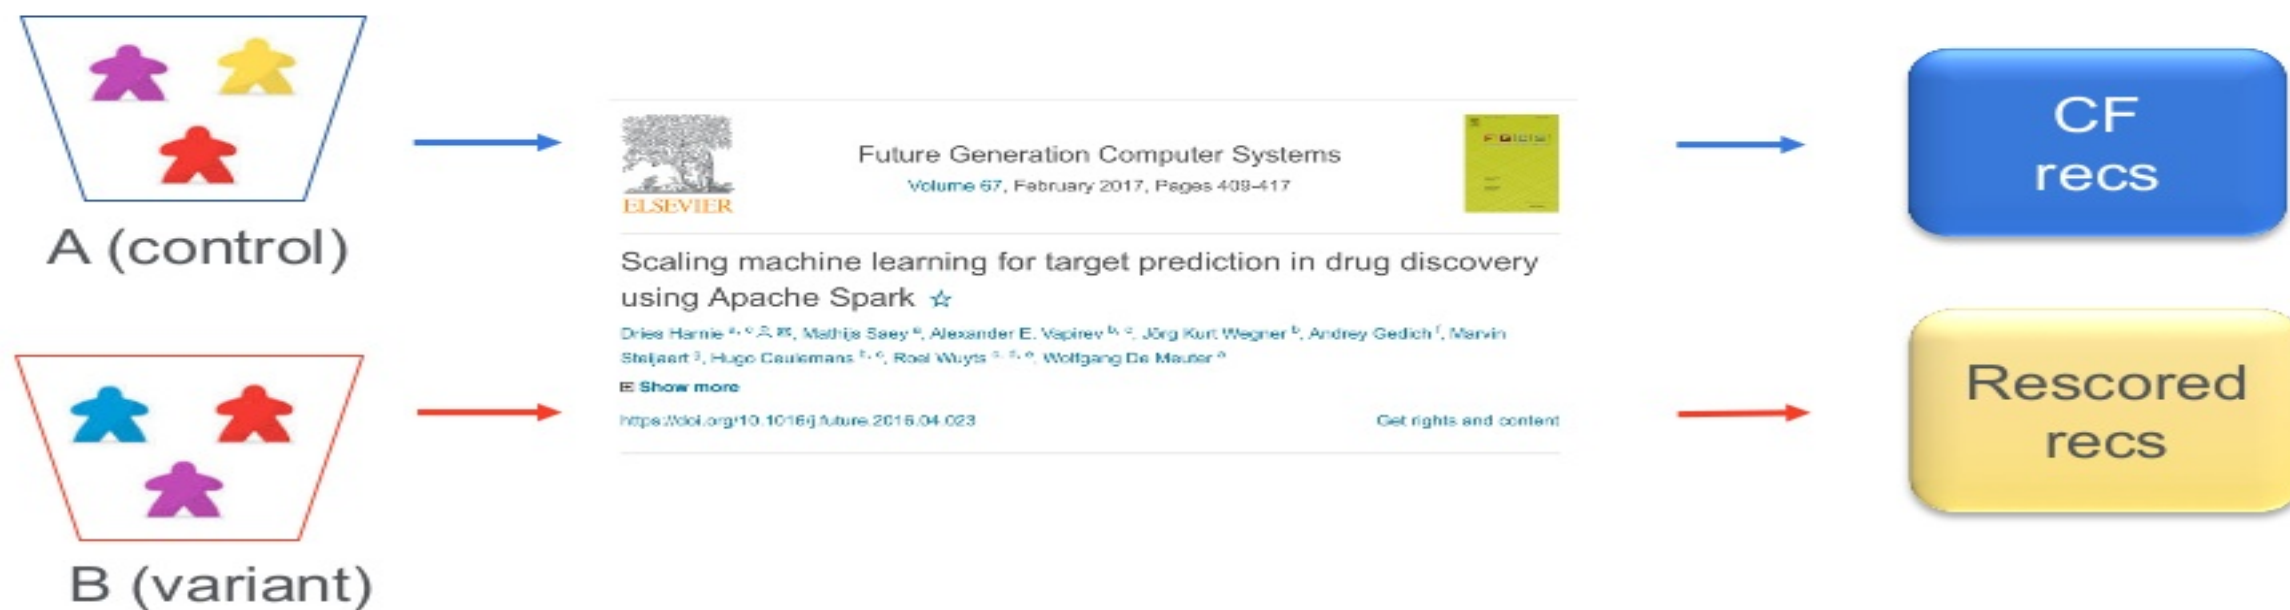 A (control)
B (variant)
ELSEVIER
Future Generation Computer Systems
Volume 67, February 2017, Pages 409-417
Scaling machine learning for target prediction in drug discovery
using Apache Spark ☆
Dries Harnie, Mathijs Saey, Alexander E. Vapirev, Jörg Kurt Wegner, Andrey Gedich, Marvin
Steijaert, Hugo Ceulemans, Roel Wuyts, Wolfgang De Meuter
Show more
https://doi.org/10.1016/j.future.2016.04.023
Get rights and content
CF
recs
Rescored
recs